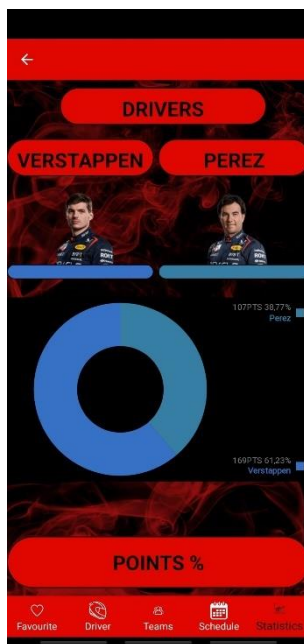 DRIVERS
VERSTAPPEN PEREZ
107PTS 38,77%
Perez
169PTS 61,23%
Verstappen
POINTS %
Favourite Driver Teams Schedule Statistics